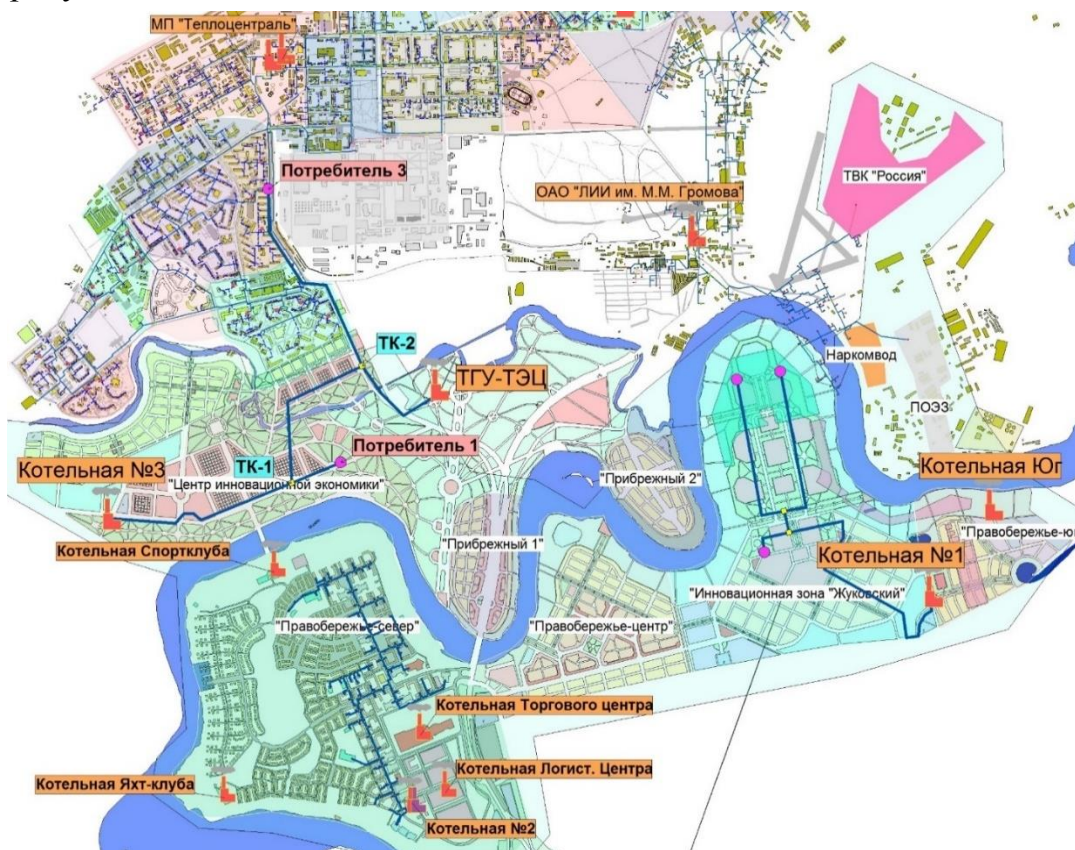 МП "Теплоцентраль"
Потребитель 3
ТВК "Россия"
ОАО "ЛИИ им. М.М. Громова"
ТК-2
ТГУ-ТЭЦ
Наркомвод
ПОЭЗ
Потребитель 1
ТК-1
Котельная №3
"Центр инновационной экономики"
"Прибрежный 2"
Котельная Юг
Котельная Спортклуба
"Прибрежный 1"
Котельная №1
"Правобережье-ю
"Инновационная зона "Жуковский"
"Правобережье-север"
"Правобережье-центр"
Котельная Торгового центра
Котельная Логист. Центра
Котельная Яхт-клуба
Котельная №2